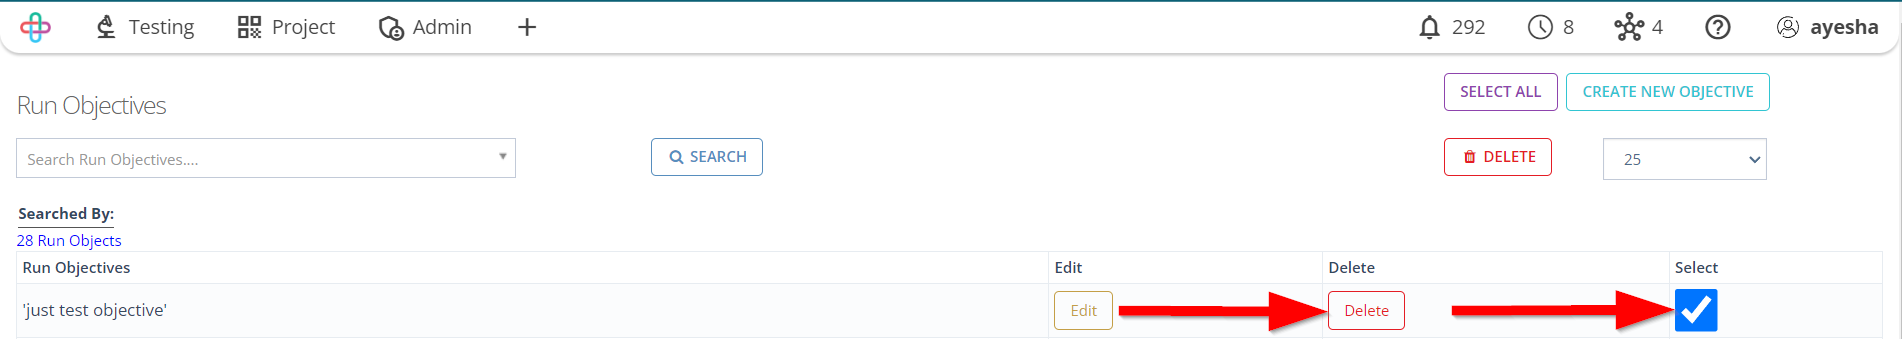 Testing Project Admin 292 8 4 ayesha
Run Objectives
SELECT ALL CREATE NEW OBJECTIVE
Search Run Objectives.... SEARCH DELETE 25
Searched By:
28 Run Objects
Run Objectives Edit Delete Select
'just test objective' Edit Delete